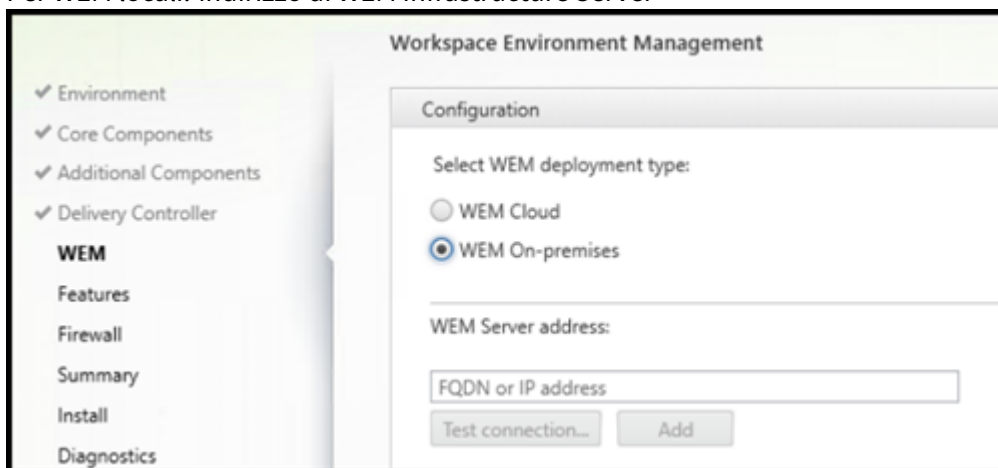 Workspace Environment Management
Environment
Core Components
Additional Components
Delivery Controller
WEM
Features
Firewall
Summary
Install
Diagnostics
Configuration
Select WEM deployment type:
WEM Cloud
WEM On-premises
WEM Server address:
FQDN or IP address
Test connection...
Add